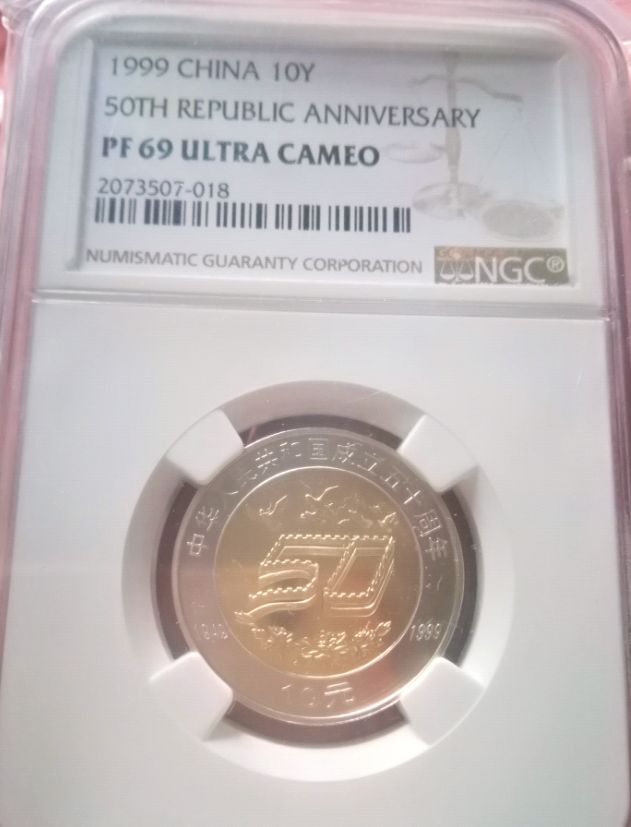 1999 CHINA 10Y
50TH REPUBLIC ANNIVERSARY
PF 69 ULTRA CAMEO
2073507-018
NUMISMATIC GUARANTY CORPORATION
NGC®
中华人民共和国成立五十周年
50
1949 1999
10元